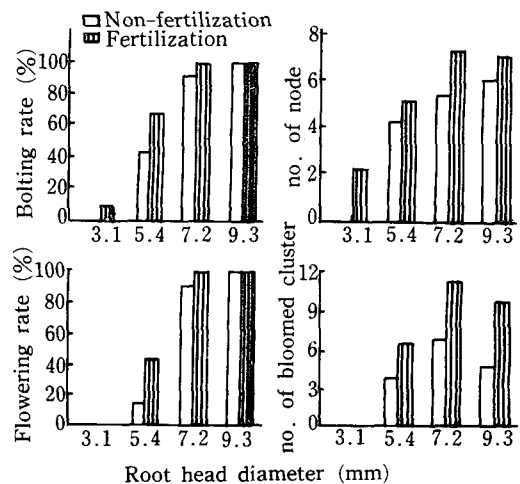 Non-fertilization
Fertilization
Bolting rate (%)
100
80
60
40
20
0
3.1 5.4 7.2 9.3
no. of node
8
6
4
2
0
3.1 5.4 7.2 9.3
Flowering rate (%)
100
80
60
40
20
0
3.1 5.4 7.2 9.3
no. of bloomed cluster
12
9
6
3
0
3.1 5.4 7.2 9.3
Root head diameter (mm)